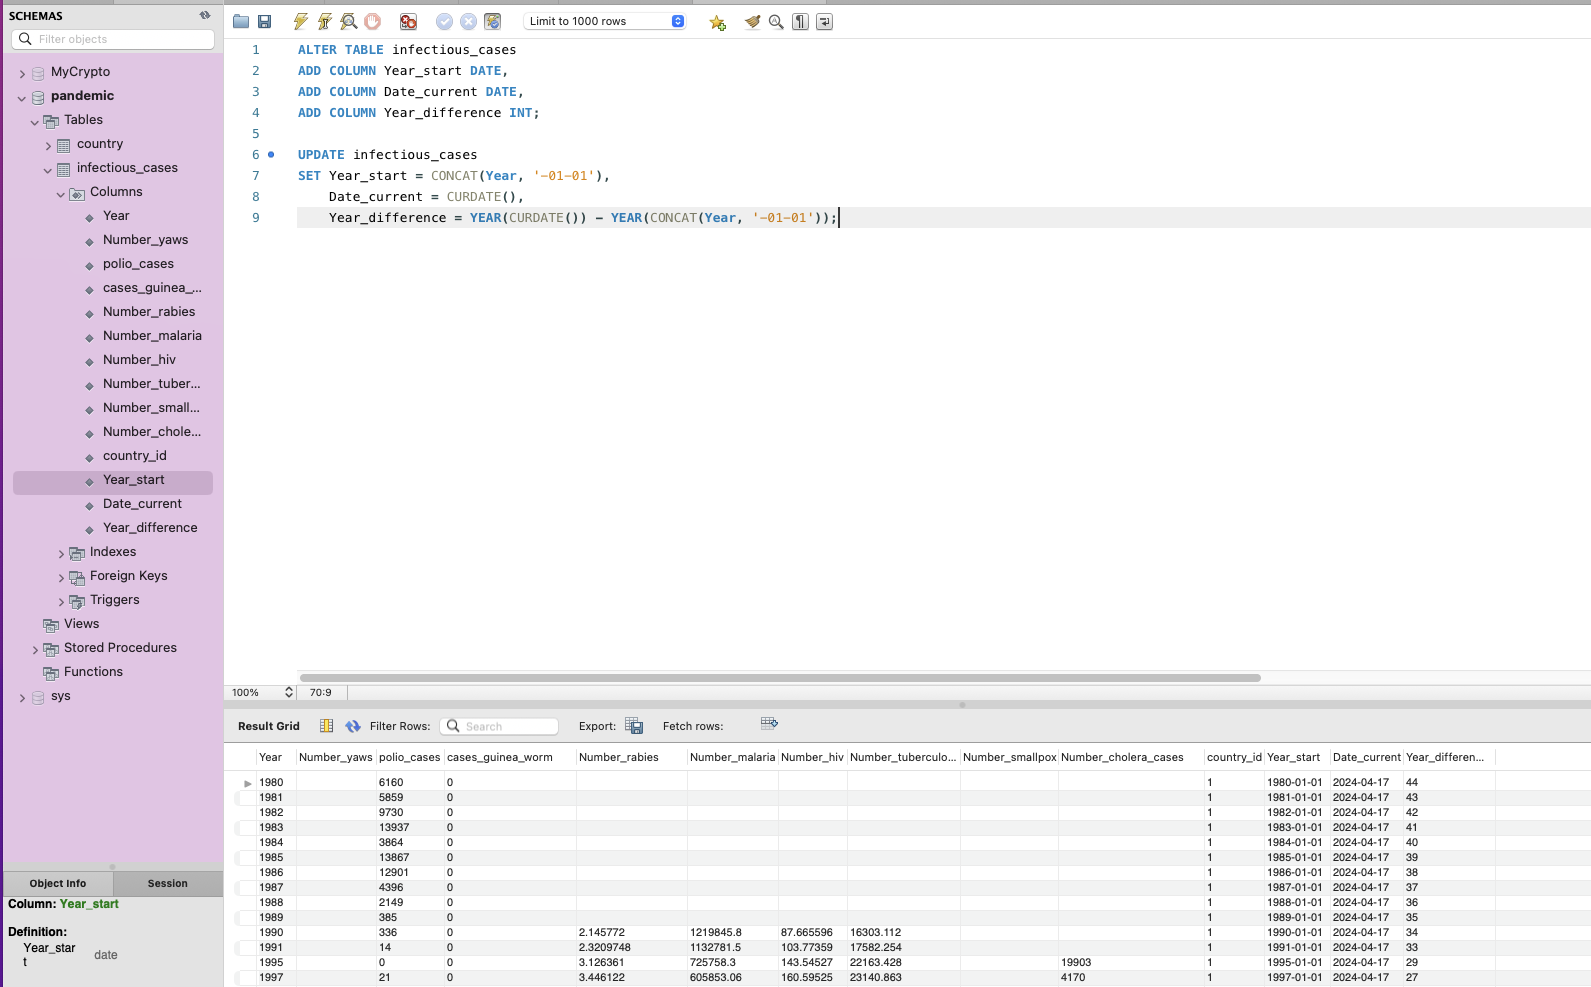 SCHEMAS
Filter objects
MyCrypto
pandemic
Tables
country
infectious_cases
Columns
Year
Number_yaws
polio_cases
cases_guinea_...
Number_rabies
Number_malaria
Number_hiv
Number_tuber...
Number_small...
Number_chole...
country_id
Year_start
Date_current
Year_difference
Indexes
Foreign Keys
Triggers
Views
Stored Procedures
Functions
sys
Object Info Session
Column: Year_start
Definition:
Year_star
t date
Limit to 1000 rows
1 ALTER TABLE infectious_cases
2 ADD COLUMN Year_start DATE,
3 ADD COLUMN Date_current DATE,
4 ADD COLUMN Year_difference INT;
5
6 UPDATE infectious_cases
7 SET Year_start = CONCAT(Year, '-01-01'),
8 Date_current = CURDATE(),
9 Year_difference = YEAR(CURDATE()) - YEAR(CONCAT(Year, '-01-01'));
100% 70:9
Result Grid Filter Rows: Search Export: Fetch rows:
Year Number_yaws polio_cases cases_guinea_worm Number_rabies Number_malaria Number_hiv Number_tuberculo... Number_smallpox Number_cholera_cases country_id Year_start Date_current Year_differen...
1980 6160 0 1 1980-01-01 2024-04-17 44
1981 5859 0 1 1981-01-01 2024-04-17 43
1982 9730 0 1 1982-01-01 2024-04-17 42
1983 13937 0 1 1983-01-01 2024-04-17 41
1984 3864 0 1 1984-01-01 2024-04-17 40
1985 13867 0 1 1985-01-01 2024-04-17 39
1986 12901 0 1 1986-01-01 2024-04-17 38
1987 4396 0 1 1987-01-01 2024-04-17 37
1988 2149 0 1 1988-01-01 2024-04-17 36
1989 385 0 1 1989-01-01 2024-04-17 35
1990 336 0 2.145772 1219845.8 87.665596 16303.112 1 1990-01-01 2024-04-17 34
1991 14 0 2.3209748 1132781.5 103.77359 17582.254 1 1991-01-01 2024-04-17 33
1995 0 0 3.126361 725758.3 143.54527 22163.428 19903 1 1995-01-01 2024-04-17 29
1997 21 0 3.446122 605853.06 160.59525 23140.863 4170 1 1997-01-01 2024-04-17 27